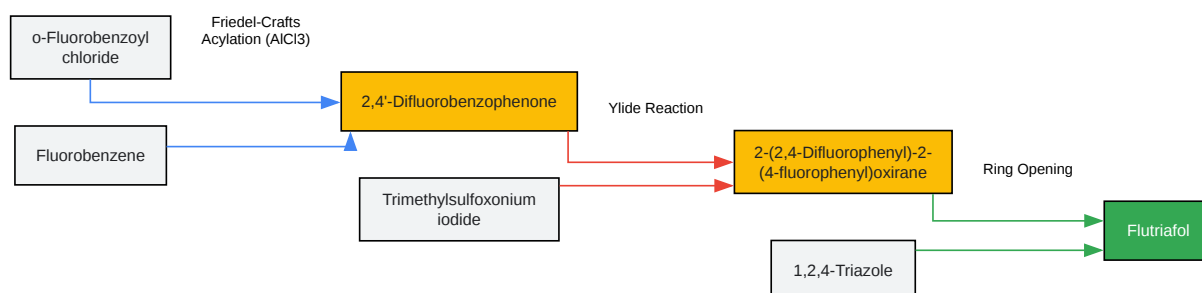 o-Fluorobenzoyl
chloride
Friedel-Crafts
Acylation (AlCl3)
Fluorobenzene
2,4'-Difluorobenzophenone
Ylide Reaction
Trimethylsulfoxonium
iodide
2-(2,4-Difluorophenyl)-2-
(4-fluorophenyl)oxirane
Ring Opening
1,2,4-Triazole
Flutriafol